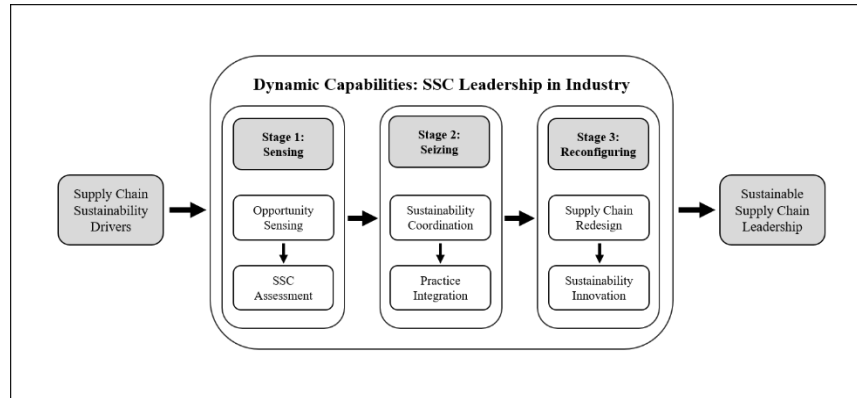 Dynamic Capabilities: SSC Leadership in Industry
Supply Chain
Sustainability
Drivers
Stage 1:
Sensing
Opportunity
Sensing
SSC
Assessment
Stage 2:
Seizing
Sustainability
Coordination
Practice
Integration
Stage 3:
Reconfiguring
Supply Chain
Redesign
Sustainability
Innovation
Sustainable
Supply Chain
Leadership